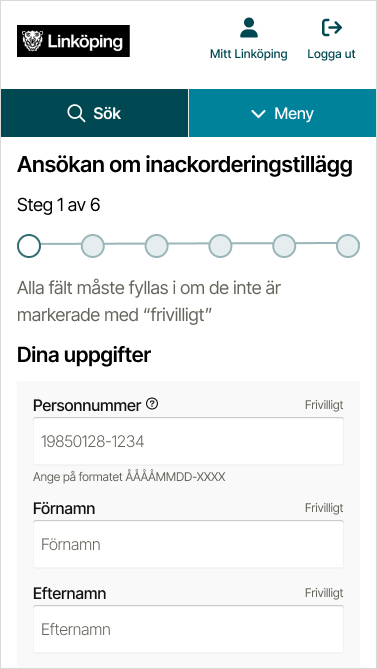 Linköping
Mitt Linköping
Logga ut
Sök
Meny
Ansökan om inackorderingstillägg
Steg 1 av 6
Alla fält måste fyllas i om de inte är
markerade med “frivilligt”
Dina uppgifter
Personnummer ?
Frivilligt
19850128-1234
Ange på formatet ÅÅÅÅMMDD-XXXX
Förnamn
Frivilligt
Förnamn
Efternamn
Frivilligt
Efternamn